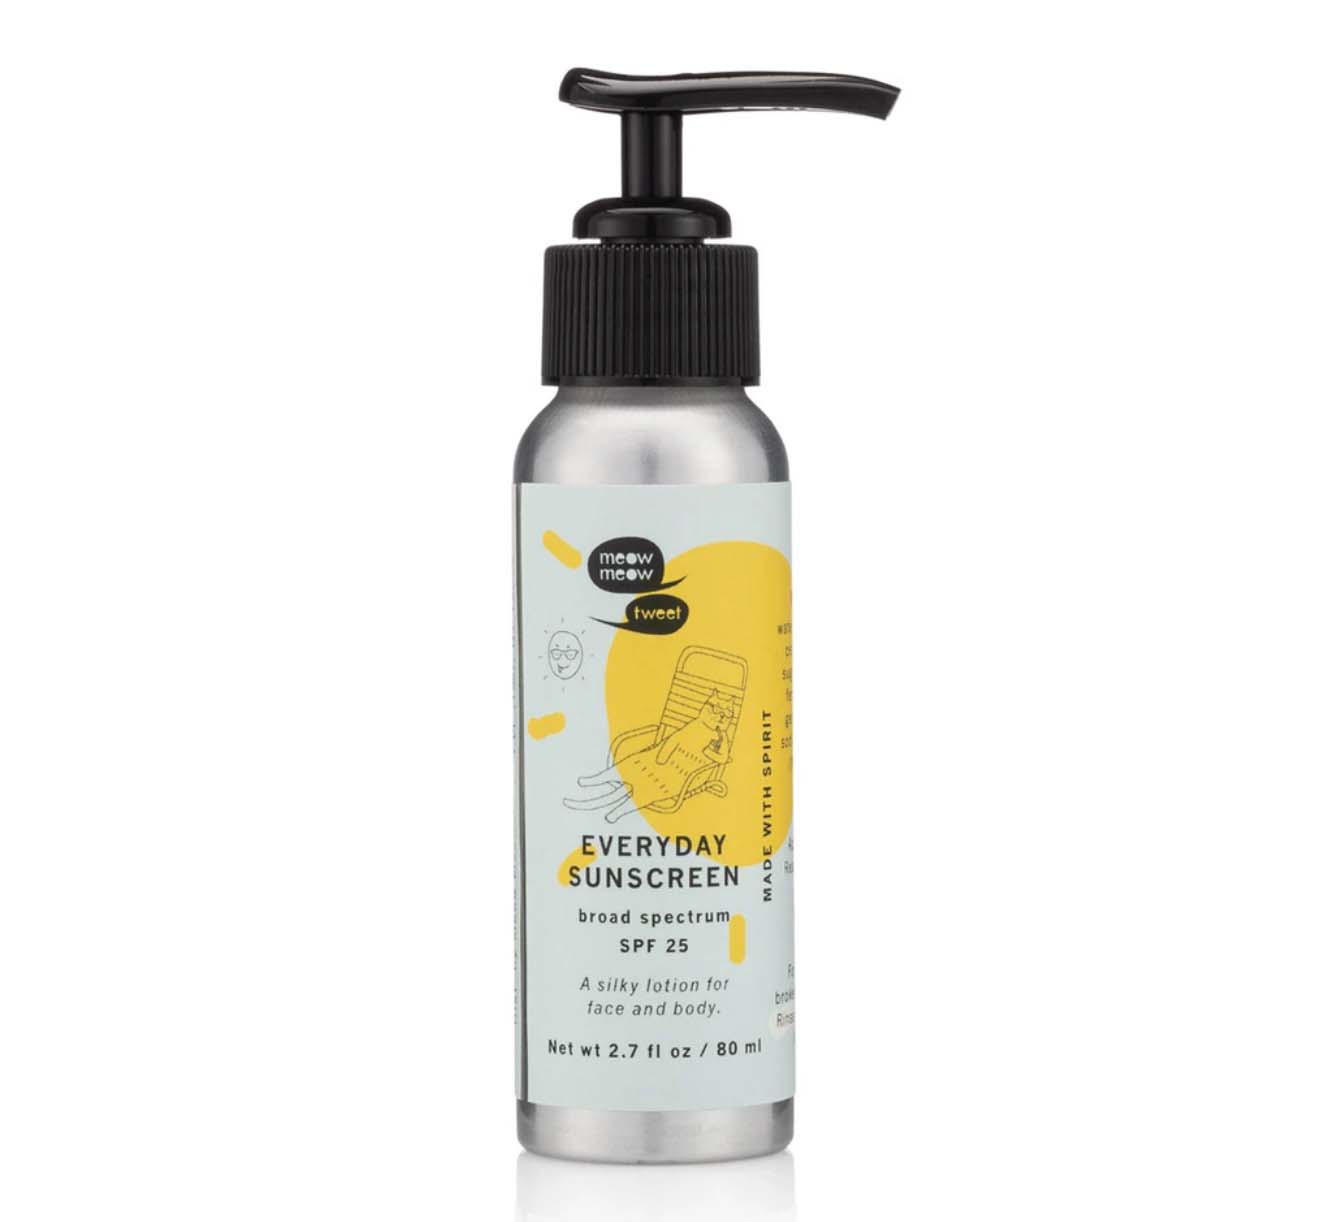 meow
meow
tweet
EVERYDAY
SUNSCREEN
broad spectrum
SPF 25
A silky lotion for
face and body.
Net wt 2.7 fl oz / 80 ml
MADE WITH SPIRIT